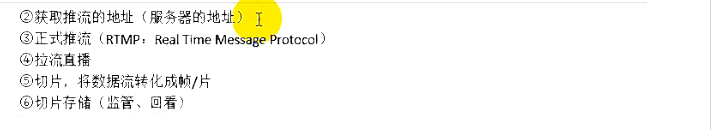 ②获取推流的地址（服务器的地址）
③正式推流（RTMP：Real Time Message Protocol）
④拉流直播
⑤切片，将数据流转化成帧/片
⑥切片存储（监管、回看）